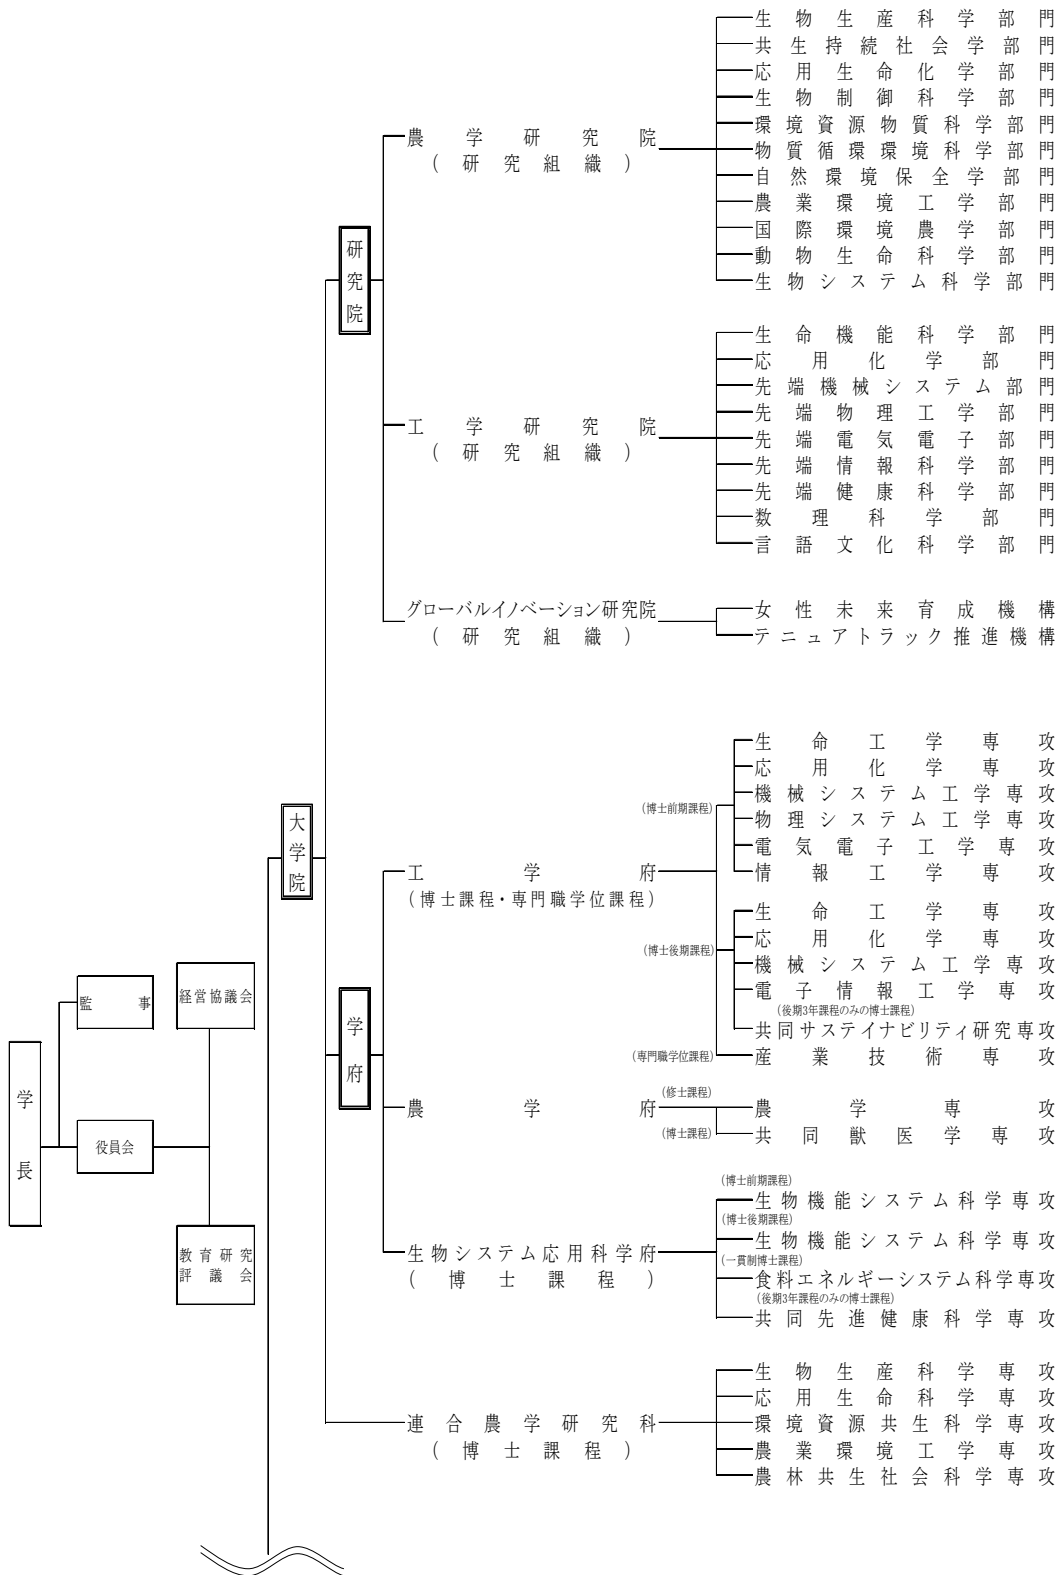 学長
監事
役員会
経営協議会
教育研究
評議会
大学院
研究院
農学研究院
(研究組織)
生物生産科学部門
共生持続社会学部門
応用生命化学部門
生物制御科学部門
環境資源物質科学部門
物質循環環境科学部門
自然環境保全学部門
農業環境工学部門
国際環境農学部門
動物生命科学部門
生物システム科学部門
工学研究院
(研究組織)
生命機能科学部門
応用化学部門
先端機械システム部門
先端物理工学部門
先端電気電子部門
先端情報科学部門
先端健康科学部門
数理科学部門
言語文化科学部門
グローバルイノベーション研究院
(研究組織)
女性未来育成機構
テニュアトラック推進機構
学府
工学府
(博士課程・専門職学位課程)
(博士前期課程)
生命工学専攻
応用化学専攻
機械システム工学専攻
物理システム工学専攻
電気電子工学専攻
情報工学専攻
(博士後期課程)
生命工学専攻
応用化学専攻
機械システム工学専攻
電子情報工学専攻
(後期3年課程のみの博士課程)
共同サステイナビリティ研究専攻
(専門職学位課程)
産業技術専攻
農学府
(修士課程)
農学専攻
(博士課程)
共同獣医学専攻
生物システム応用科学府
(博士課程)
(博士前期課程)
生物機能システム科学専攻
(博士後期課程)
生物機能システム科学専攻
(一貫制博士課程)
食料エネルギーシステム科学専攻
(後期3年課程のみの博士課程)
共同先進健康科学専攻
連合農学研究科
(博士課程)
生物生産科学専攻
応用生命科学専攻
環境資源共生科学専攻
農業環境工学専攻
農林共生社会科学専攻